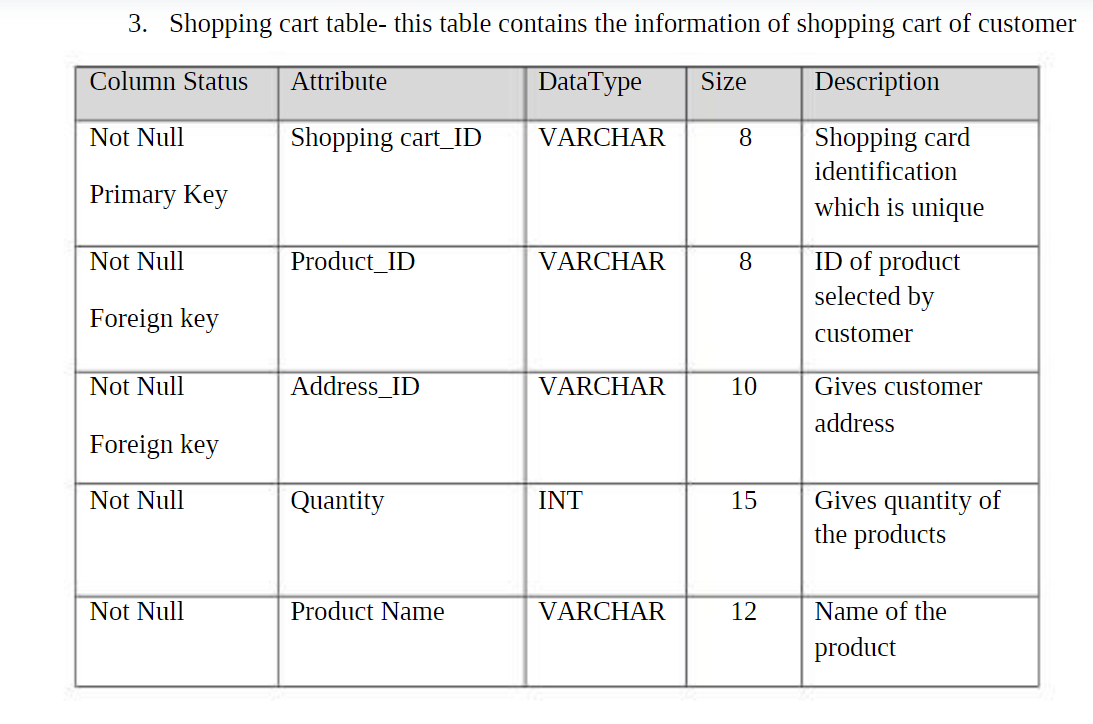 3. Shopping cart table- this table contains the information of shopping cart of customer
Column Status Attribute DataType Size Description
Not Null Shopping cart_ID VARCHAR 8 Shopping card
identification
Primary Key
which is unique
Not Null Product_ID VARCHAR 8 ID of product
selected by
Foreign key
customer
Not Null Address_ID VARCHAR 10 Gives customer
address
Foreign key
Not Null Quantity INT 15 Gives quantity of
the products
Not Null Product Name VARCHAR 12 Name of the
product